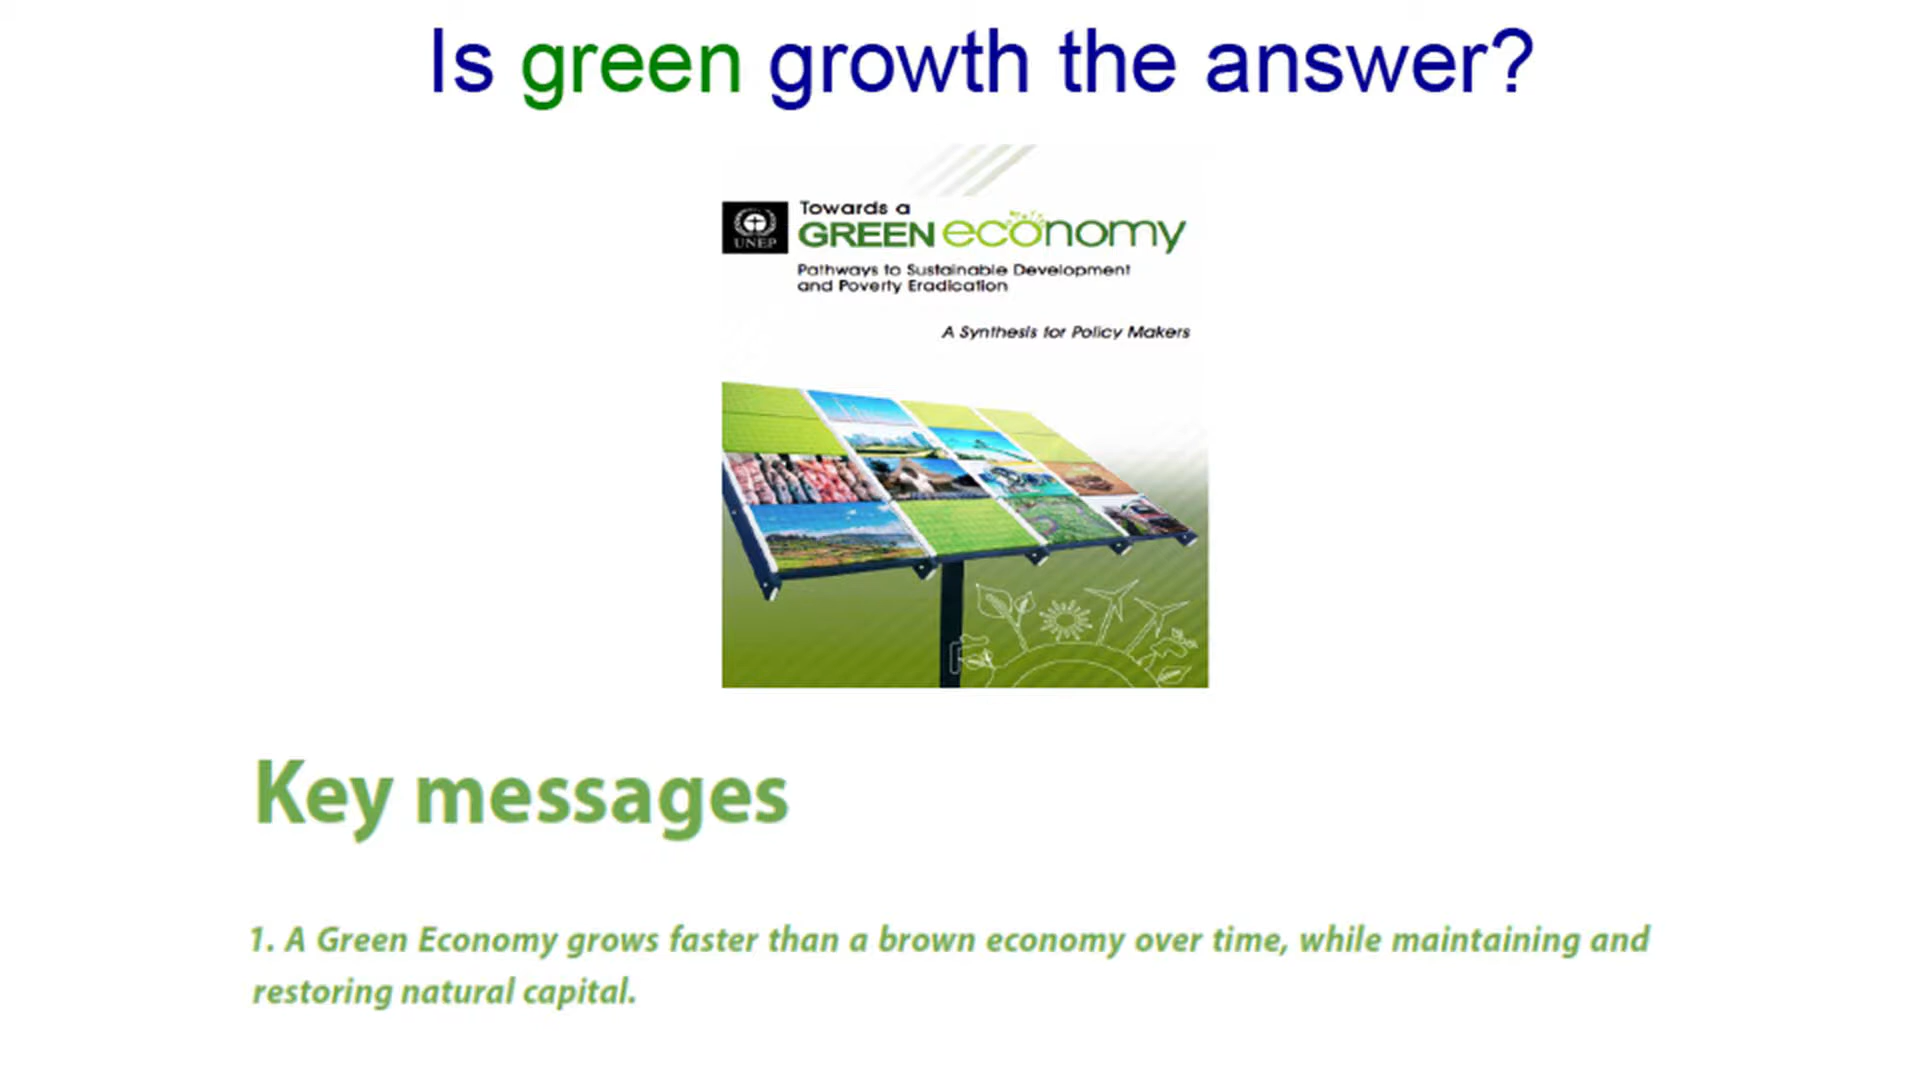 Is green growth the answer?
UNEP
Towards a
GREEN economy
Pathways to Sustainable Development
and Poverty Eradication
A Synthesis for Policy Makers
Key messages
1. A Green Economy grows faster than a brown economy over time, while maintaining and
restoring natural capital.